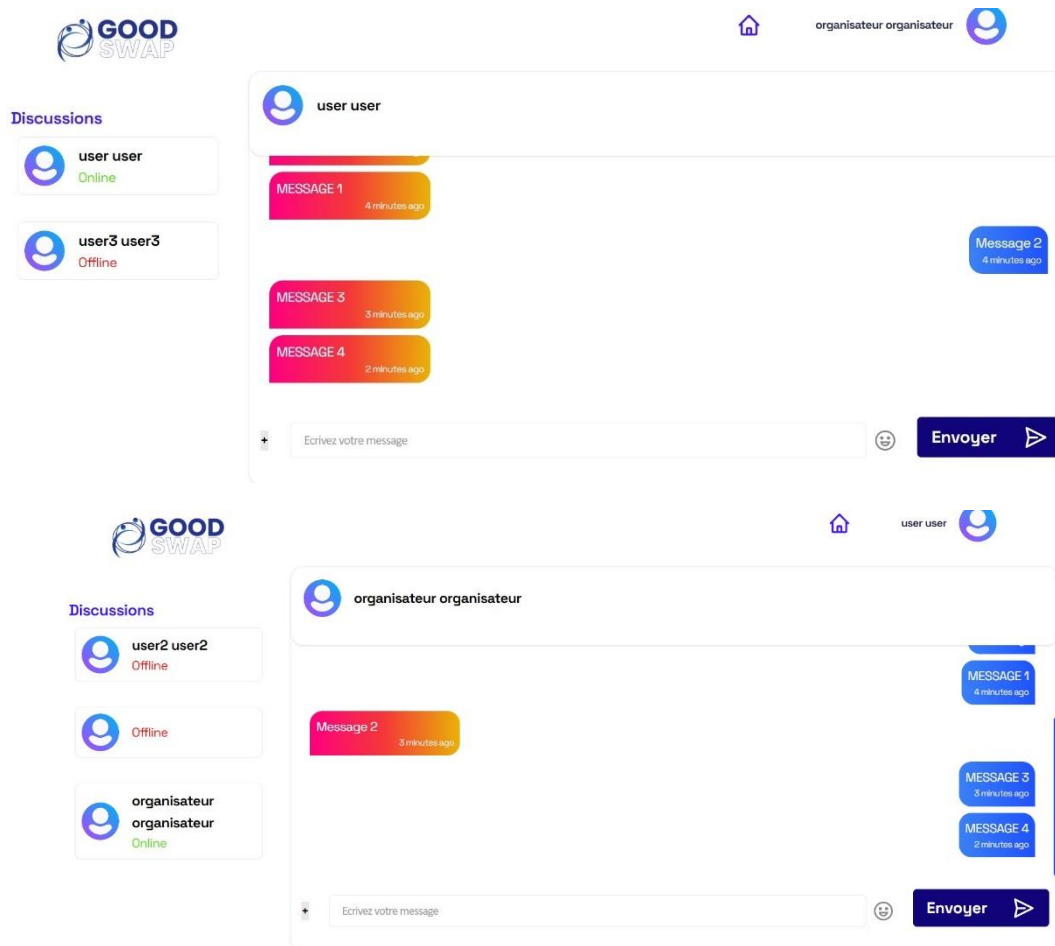 GOOD
SWAP
organisateur organisateur
Discussions
user user
Online
user3 user3
Offline
user user
MESSAGE 1
4 minutes ago
Message 2
4 minutes ago
MESSAGE 3
3 minutes ago
MESSAGE 4
2 minutes ago
+
Ecrivez votre message
Envoyer
GOOD
SWAP
user user
Discussions
user2 user2
Offline
Offline
organisateur
organisateur
Online
organisateur organisateur
MESSAGE 1
4 minutes ago
Message 2
3 minutes ago
MESSAGE 3
3 minutes ago
MESSAGE 4
2 minutes ago
+
Ecrivez votre message
Envoyer